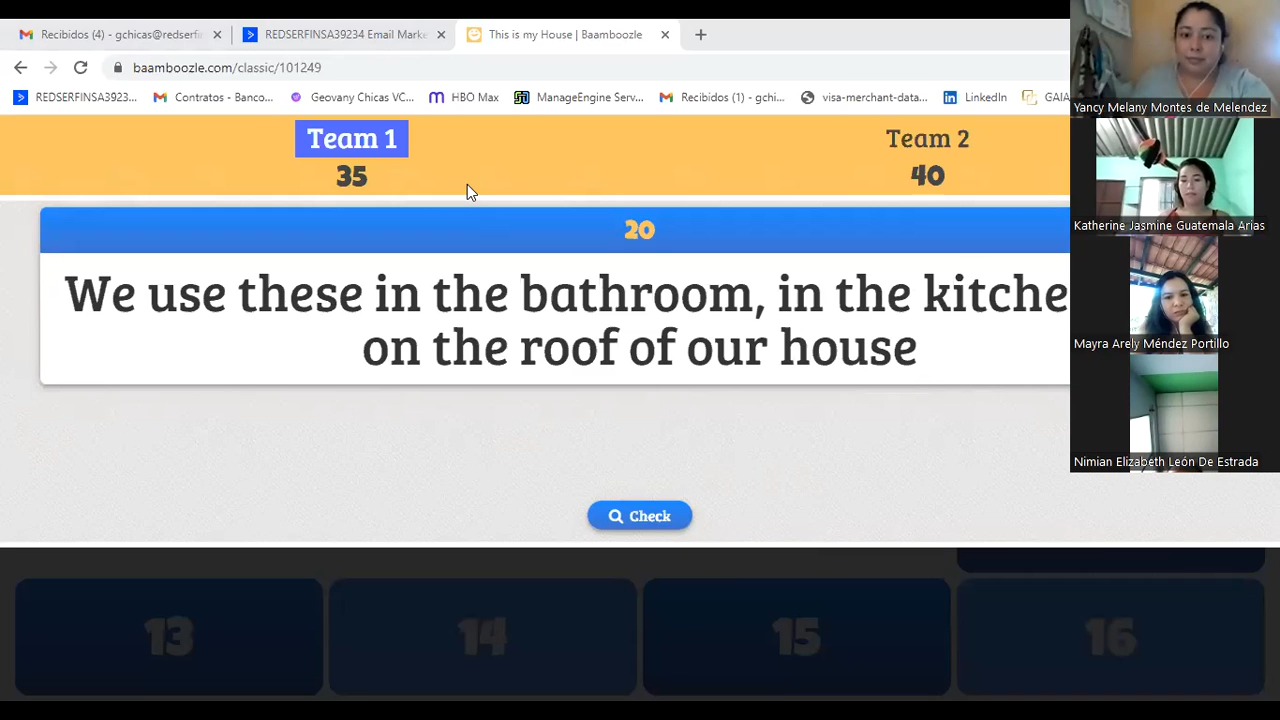 Recibidos (4) - gchicas@redserfi
REDSERFINSA39234 Email Marke
This is my House | Baamboozle
baamboozle.com/classic/101249
REDSERFINSA3923...
Contratos - Banco...
Geovany Chicas VC...
HBO Max
ManageEngine Serv...
Recibidos (1) - gchi...
visa-merchant-data...
LinkedIn
GAIA
Team 1
35
Team 2
40
20
We use these in the bathroom, in the kitche
on the roof of our house
Check
13
14
15
16
Yancy Melany Montes de Melendez
Katherine Jasmine Guatemala Arias
Mayra Arely Méndez Portillo
Nimian Elizabeth León De Estrada